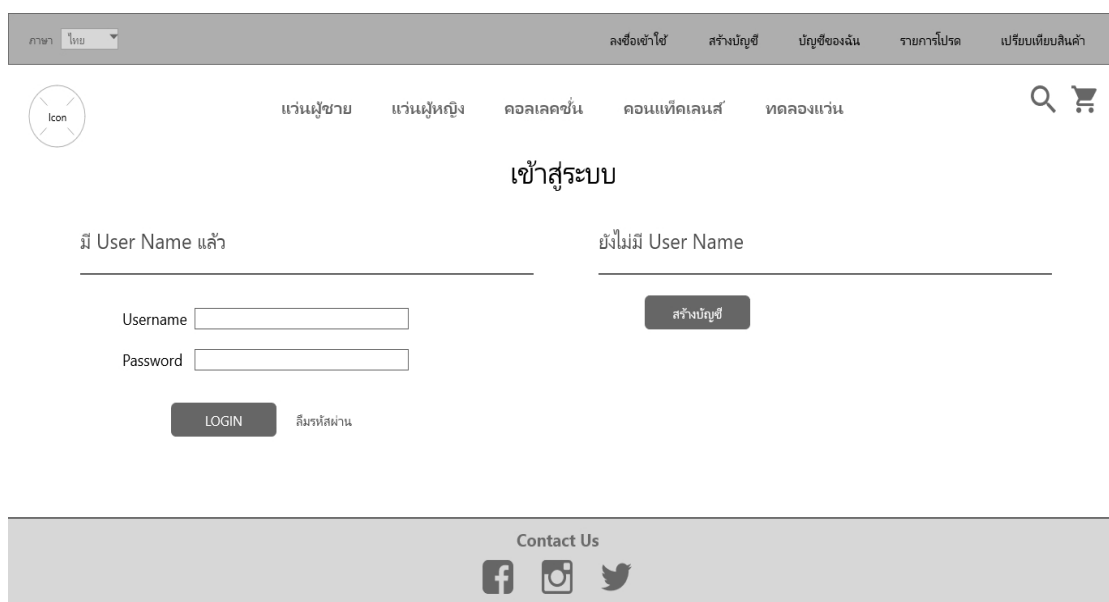 ภาษา ไทย ลงชื่อเข้าใช้ สร้างบัญชี บัญชีของฉัน รายการโปรด เปรียบเทียบสินค้า
Icon แว่นผู้ชาย แว่นผู้หญิง คอลเลคชั่น คอนแท็คเลนส์ ทดลองแว่น
เข้าสู่ระบบ
มี User Name แล้ว
Username
Password
LOGIN ลืมรหัสผ่าน
ยังไม่มี User Name
สร้างบัญชี
Contact Us